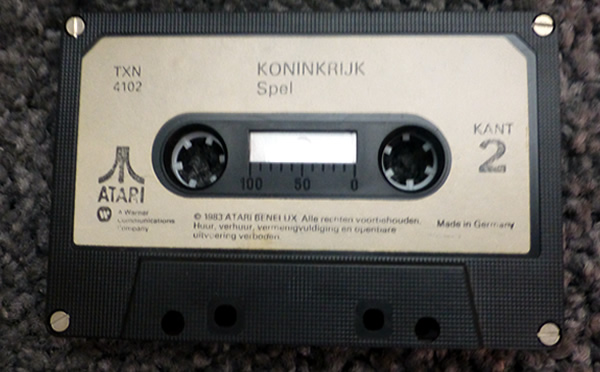 TXN
4102
KONINKRIJK
Spel
KANT
2
100 50 0
ATARI
A Warner
Communications
Company
© 1983 ATARI BENELUX. Alle rechten voorbehouden.
Huur, verhuur, vermenigvuldiging en openbare
uitvoering verboden.
Made in Germany